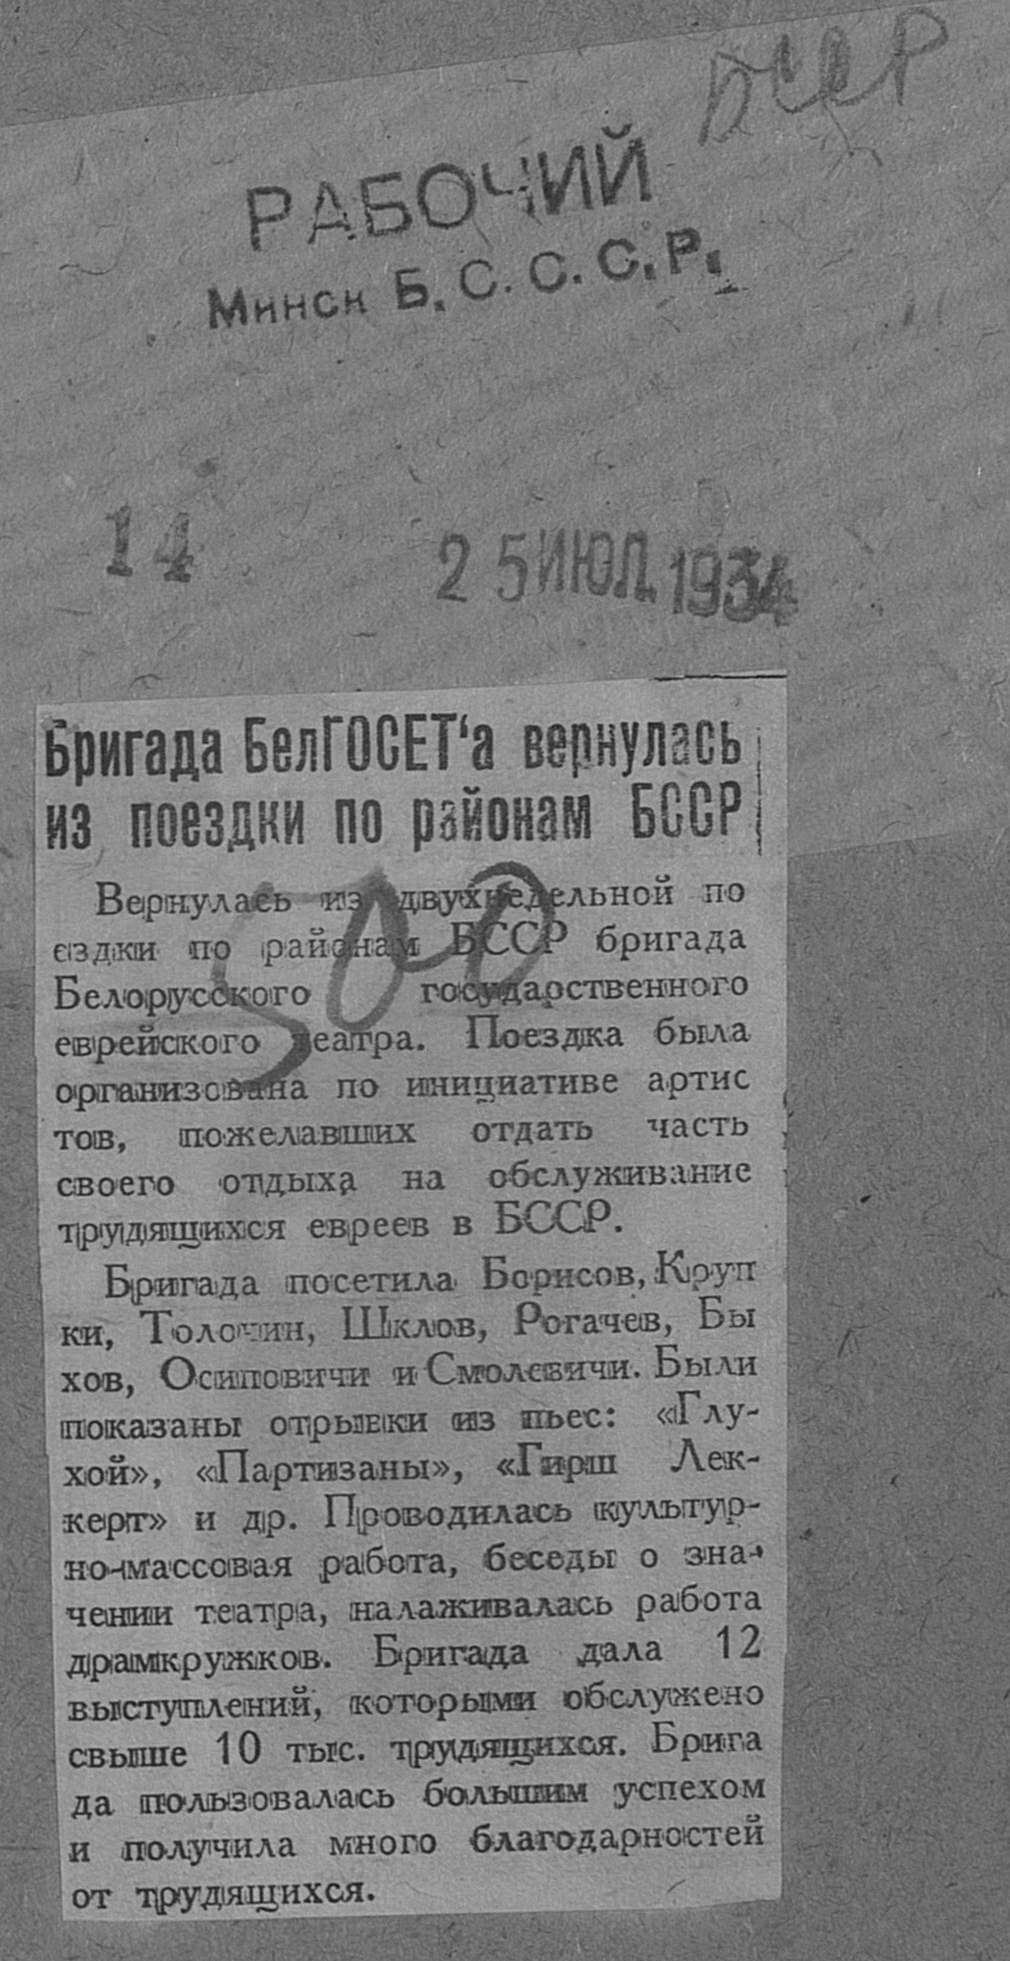 БССР
РАБОЧИЙ
Минск Б. С. С. С. Р.
14
25 ИЮЛ. 1934
Бригада БелГОСЕТ‘а вернулась
из поездки по районам БССР
500
Вернулась из двухнедельной по
ездки по районам БССР бригада
Белорусского государственного
еврейского театра. Поездка была
организована по инициативе артис
тов, пожелавших отдать часть
своего отдыха на обслуживание
трудящихся евреев в БССР.
Бригада посетила Борисов, Круп
ки, Толочин, Шклов, Рогачев, Бы
хов, Осиповичи и Смолевичи. Были
показаны отрывки из пьес: «Глу-
хой», «Партизаны», «Гирш Лек-
керт» и др. Проводилась культур-
но-массовая работа, беседы о зна-
чении театра, налаживалась работа
драмкружков. Бригада дала 12
выступлений, которыми обслужено
свыше 10 тыс. трудящихся. Брига
да пользовалась большим успехом
и получила много благодарностей
от трудящихся.